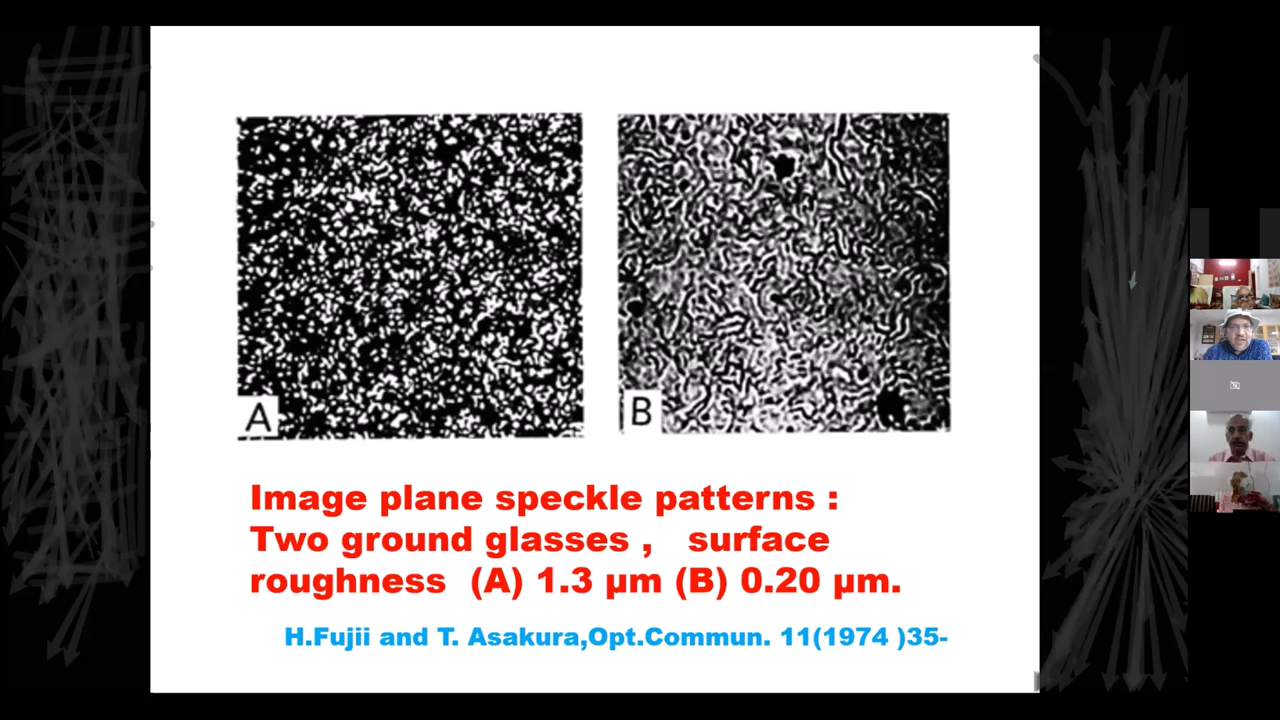 A
B
Image plane speckle patterns :
Two ground glasses , surface
roughness (A) 1.3 µm (B) 0.20 µm.
H.Fujii and T. Asakura,Opt.Commun. 11(1974 )35-